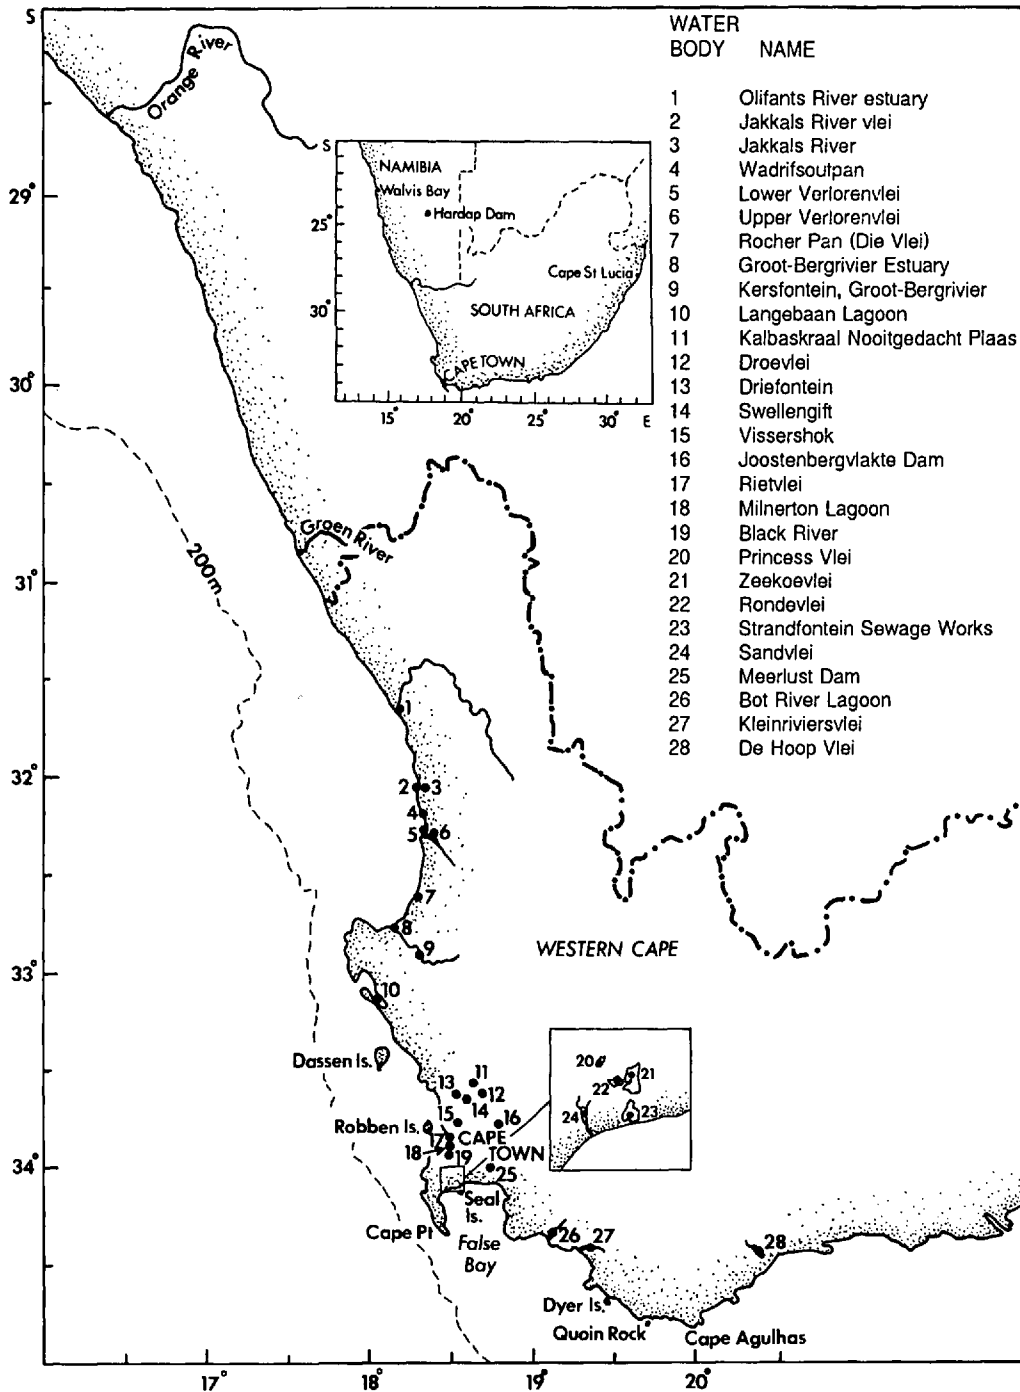 S
WATER
BODY NAME
1 Olifants River estuary
2 Jakkals River vlei
3 Jakkals River
4 Wadrifsoutpan
5 Lower Verlorenvlei
6 Upper Verlorenvlei
7 Rocher Pan (Die Vlei)
8 Groot-Bergrivier Estuary
9 Kersfontein, Groot-Bergrivier
10 Langebaan Lagoon
11 Kalbaskraal Nooitgedacht Plaas
12 Droevlei
13 Driefontein
14 Swellengift
15 Vissershok
16 Joostenbergvlakte Dam
17 Rietvlei
18 Milnerton Lagoon
19 Black River
20 Princess Vlei
21 Zeekoevlei
22 Rondevlei
23 Strandfontein Sewage Works
24 Sandvlei
25 Meerlust Dam
26 Bot River Lagoon
27 Kleinriviersvlei
28 De Hoop Vlei
Orange River
S
NAMIBIA
Walvis Bay
Hardap Dam
25°
Cape St Lucia
30°
SOUTH AFRICA
CAPE TOWN
15° 20° 25° 30° E
29°
30°
Groen River
200m
31°
1
32°
2 3
4
5 6
7
8
9
WESTERN CAPE
33°
10
Dassen Is.
11
13 12
14
15 16
Robben Is.
17 CAPE
18 19 TOWN
25
20 21
22
24 23
34°
Seal
Is.
Cape Pt
False
Bay
26 27 28
Dyer Is.
Quoin Rock
Cape Agulhas
17° 18° 19° 20°